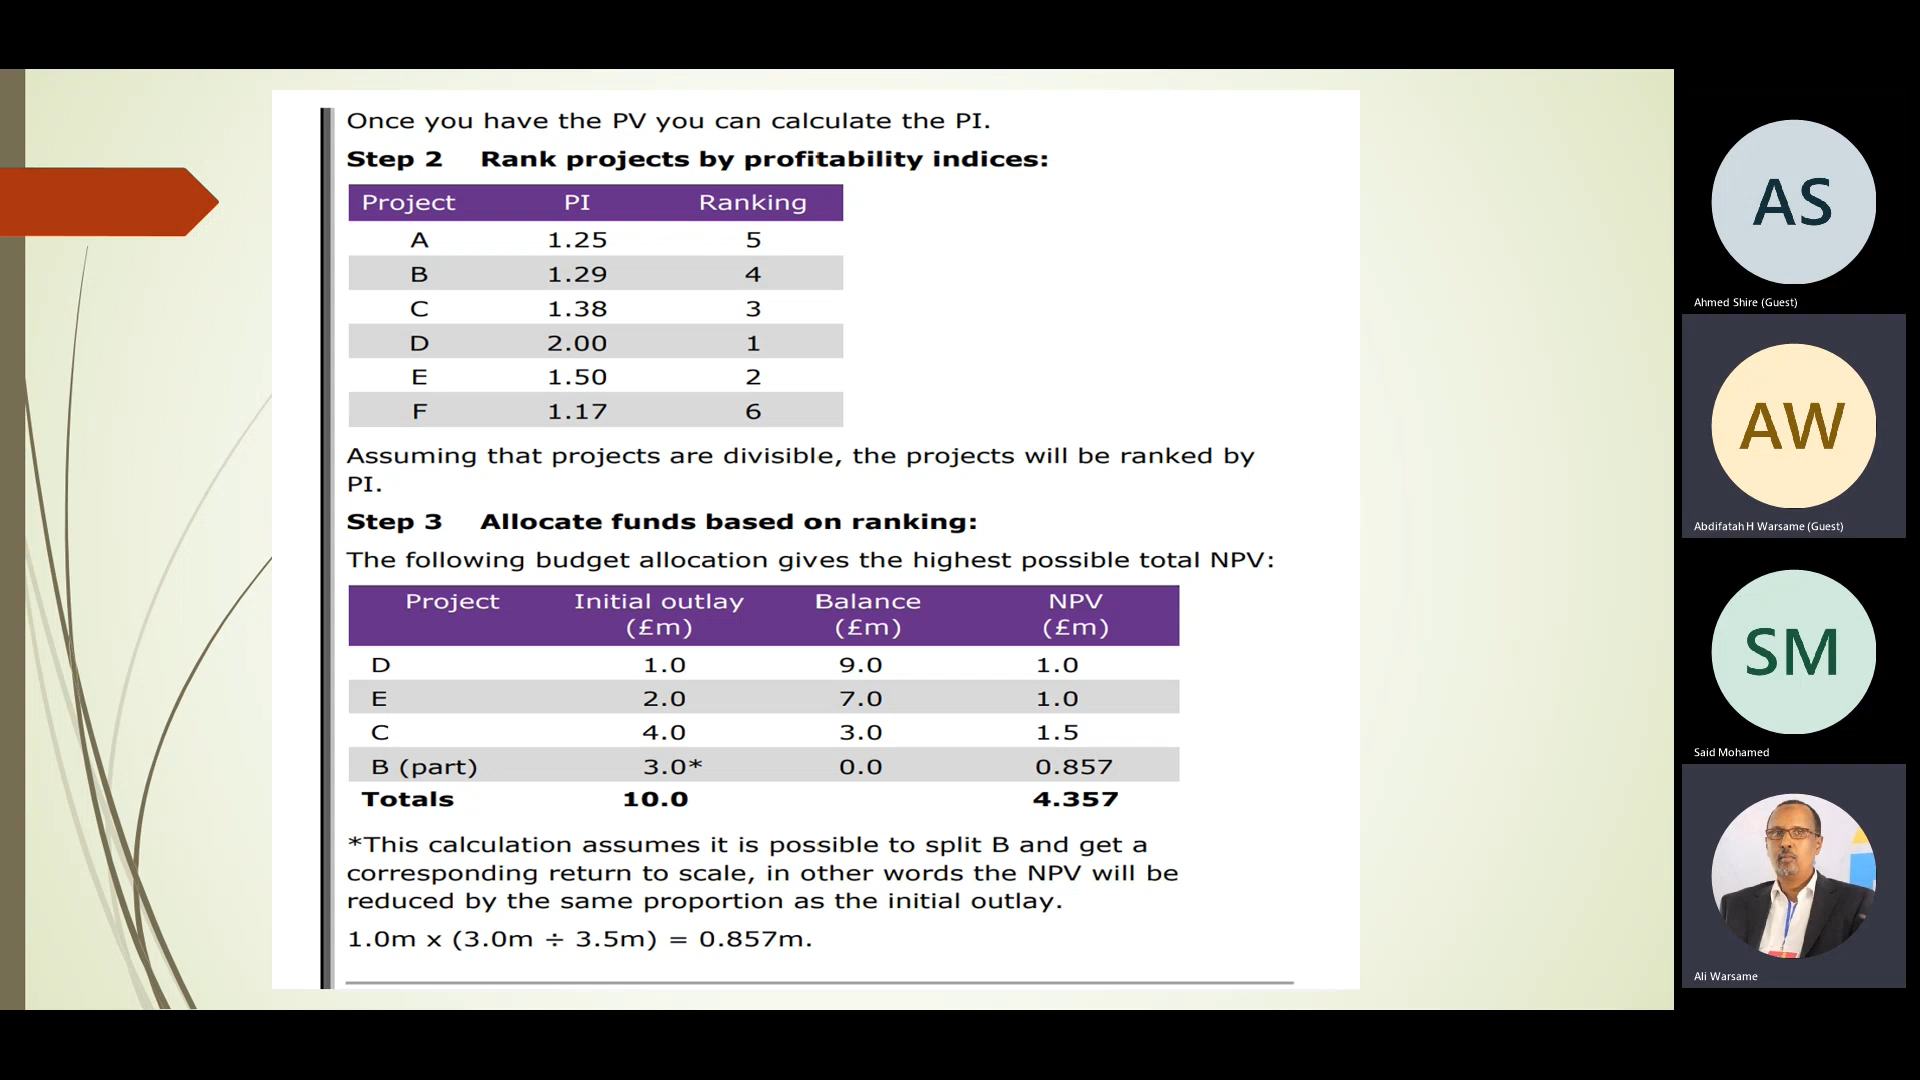 Once you have the PV you can calculate the PI.
Step 2 Rank projects by profitability indices:
Project PI Ranking
A 1.25 5
B 1.29 4
C 1.38 3
D 2.00 1
E 1.50 2
F 1.17 6
Assuming that projects are divisible, the projects will be ranked by
PI.
Step 3 Allocate funds based on ranking:
The following budget allocation gives the highest possible total NPV:
Project Initial outlay Balance NPV
(£m) (£m) (£m)
D 1.0 9.0 1.0
E 2.0 7.0 1.0
C 4.0 3.0 1.5
B (part) 3.0* 0.0 0.857
Totals 10.0 4.357
*This calculation assumes it is possible to split B and get a
corresponding return to scale, in other words the NPV will be
reduced by the same proportion as the initial outlay.
1.0m x (3.0m ÷ 3.5m) = 0.857m.
AS
Ahmed Shire (Guest)
AW
Abdifatah H Warsame (Guest)
SM
Said Mohamed
Ali Warsame